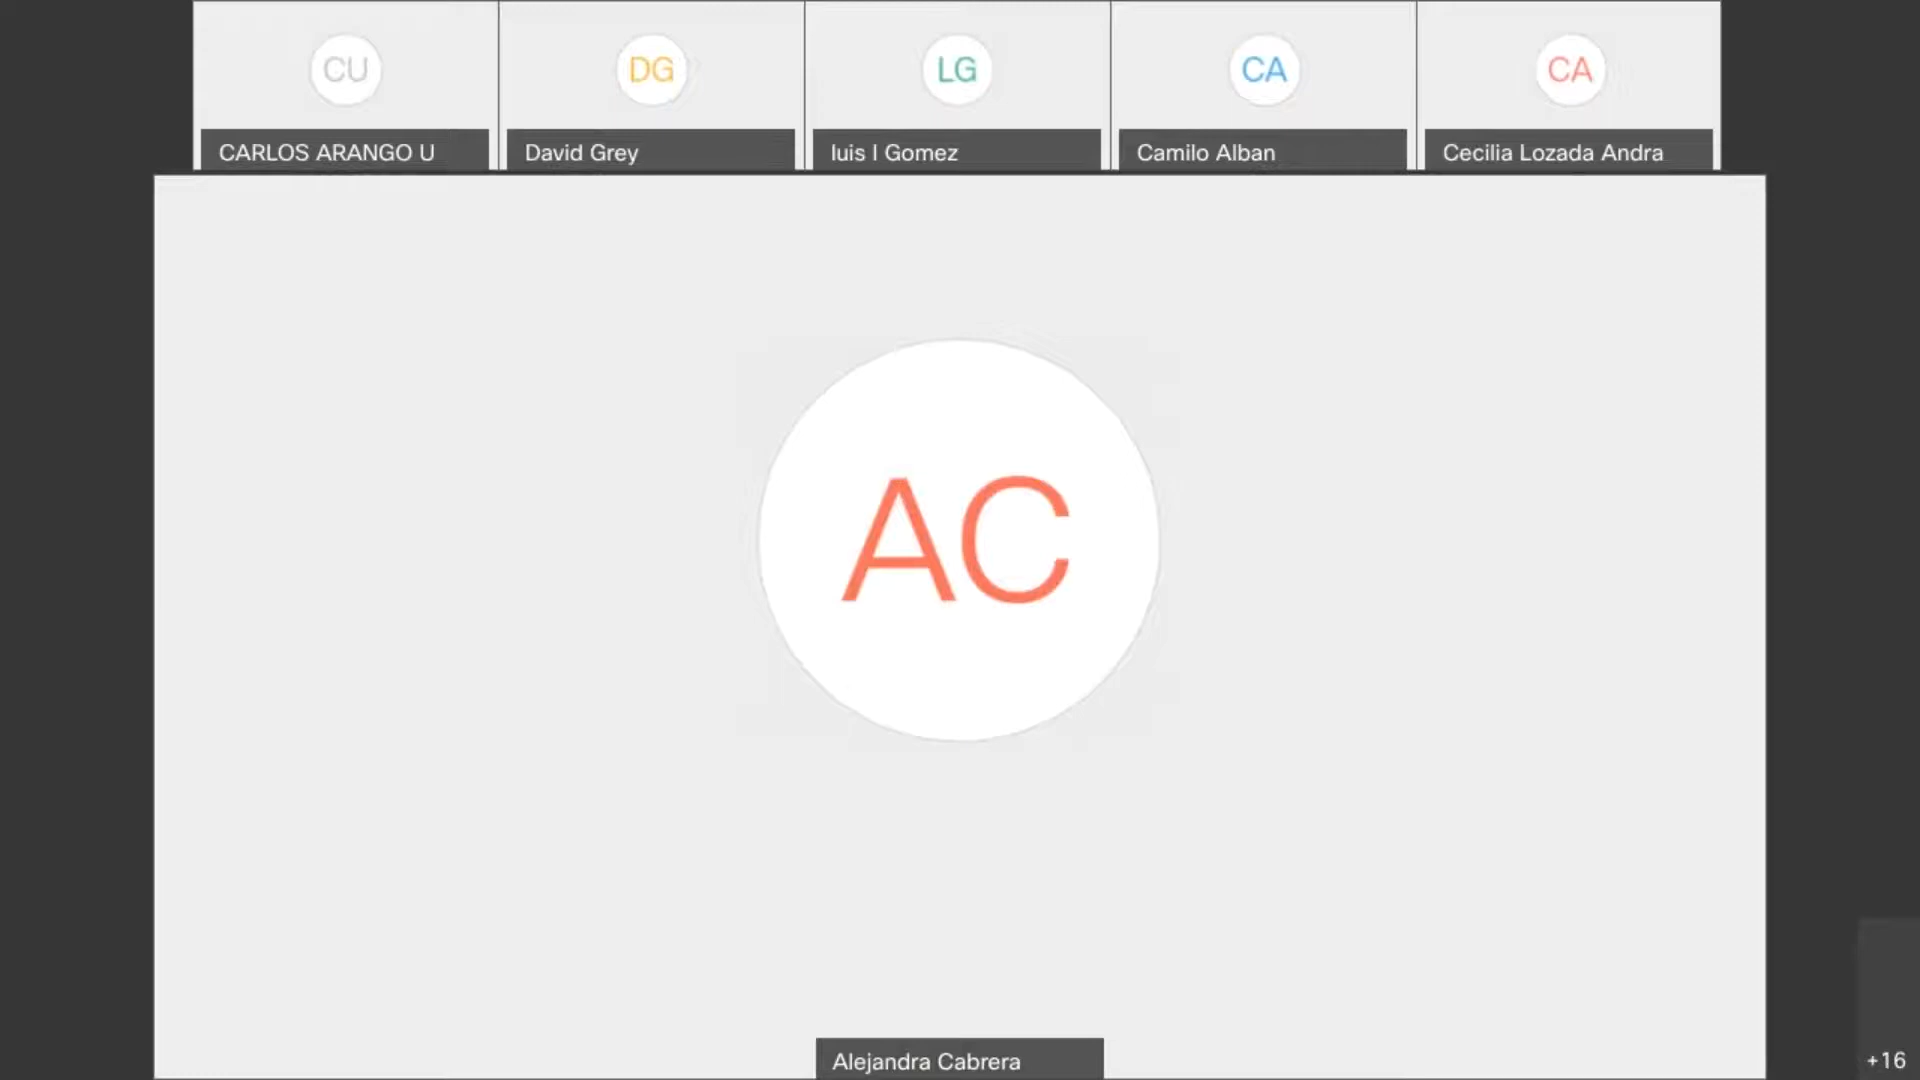 CU
DG
LG
CA
CA
CARLOS ARANGO U
David Grey
luis I Gomez
Camilo Alban
Cecilia Lozada Andra
AC
Alejandra Cabrera
+16